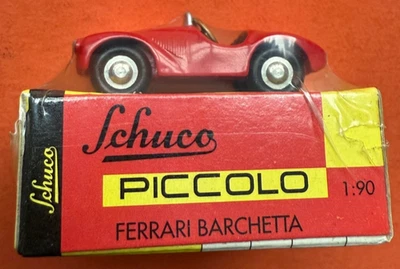 Schuco
Schuco
PICCOLO
1:90
FERRARI BARCHETTA